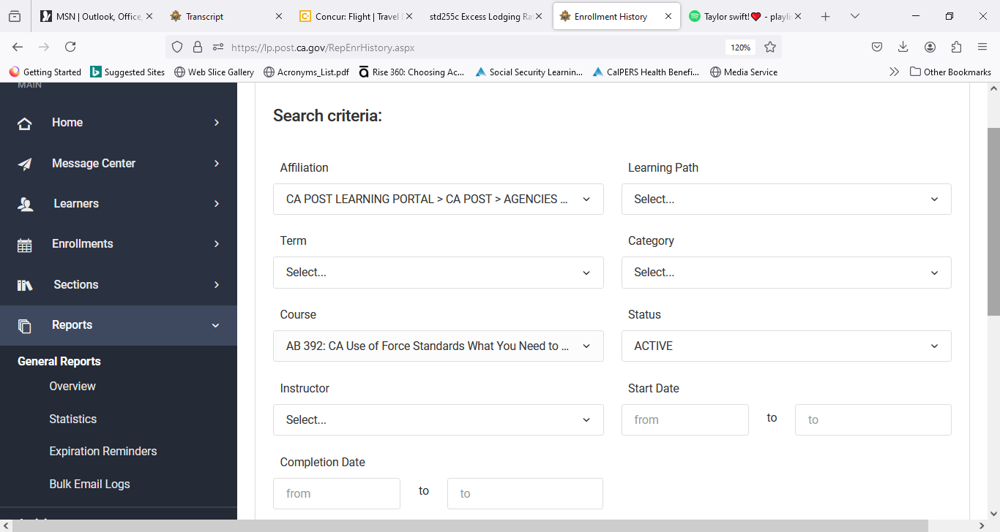 MSN | Outlook, Office,
Transcript
Concur: Flight | Travel
std255c Excess Lodging Ra
Enrollment History
Taylor swift!❤️ - playli
https://lp.post.ca.gov/RepEnrHistory.aspx
120%
Getting Started
Suggested Sites
Web Slice Gallery
Acronyms_List.pdf
Rise 360: Choosing Ac...
Social Security Learnin...
CalPERS Health Benefi...
Media Service
Other Bookmarks
MAIN
Home
Message Center
Learners
Enrollments
Sections
Reports
General Reports
Overview
Statistics
Expiration Reminders
Bulk Email Logs
Search criteria:
Affiliation
CA POST LEARNING PORTAL > CA POST > AGENCIES ...
Learning Path
Select...
Term
Select...
Category
Select...
Course
AB 392: CA Use of Force Standards What You Need to ...
Status
ACTIVE
Instructor
Select...
Start Date
from
to
to
Completion Date
from
to
to